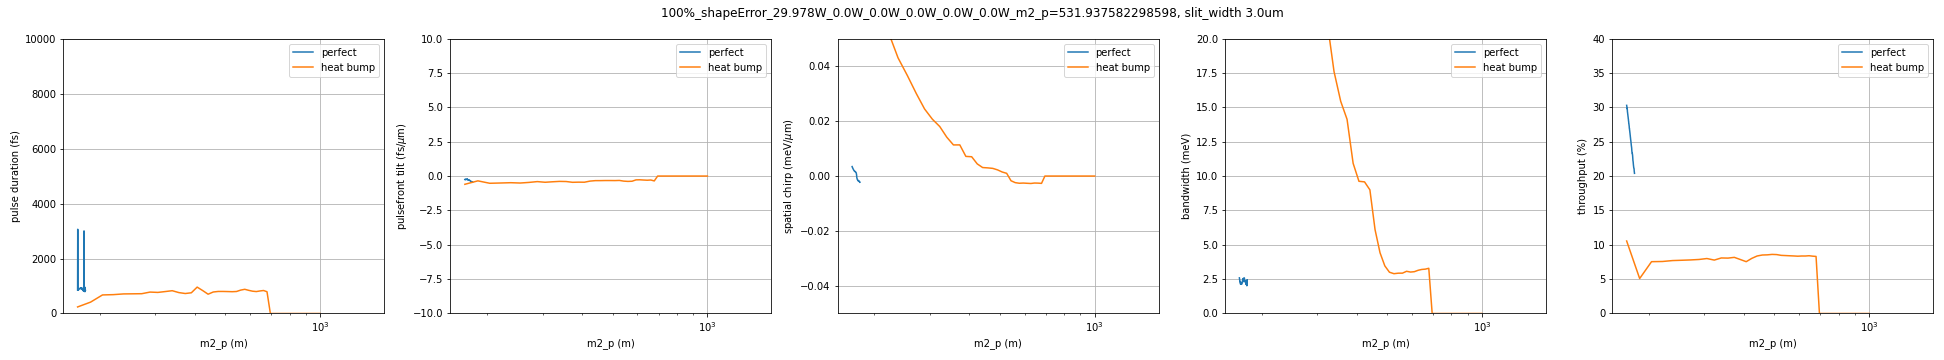 100%_shapeError_29.978W_0.0W_0.0W_0.0W_0.0W_0.0W_m2_p=531.937582298598, slit_width 3.0um
pulse duration (fs)
10000
8000
6000
4000
2000
0
perfect
heat bump
10³
m2_p (m)
pulsefront tilt (fs/μm)
10.0
7.5
5.0
2.5
0.0
−2.5
−5.0
−7.5
−10.0
perfect
heat bump
10³
m2_p (m)
spatial chirp (meV/μm)
0.04
0.02
0.00
−0.02
−0.04
perfect
heat bump
10³
m2_p (m)
bandwidth (meV)
20.0
17.5
15.0
12.5
10.0
7.5
5.0
2.5
0.0
perfect
heat bump
10³
m2_p (m)
throughput (%)
40
35
30
25
20
15
10
5
0
perfect
heat bump
10³
m2_p (m)